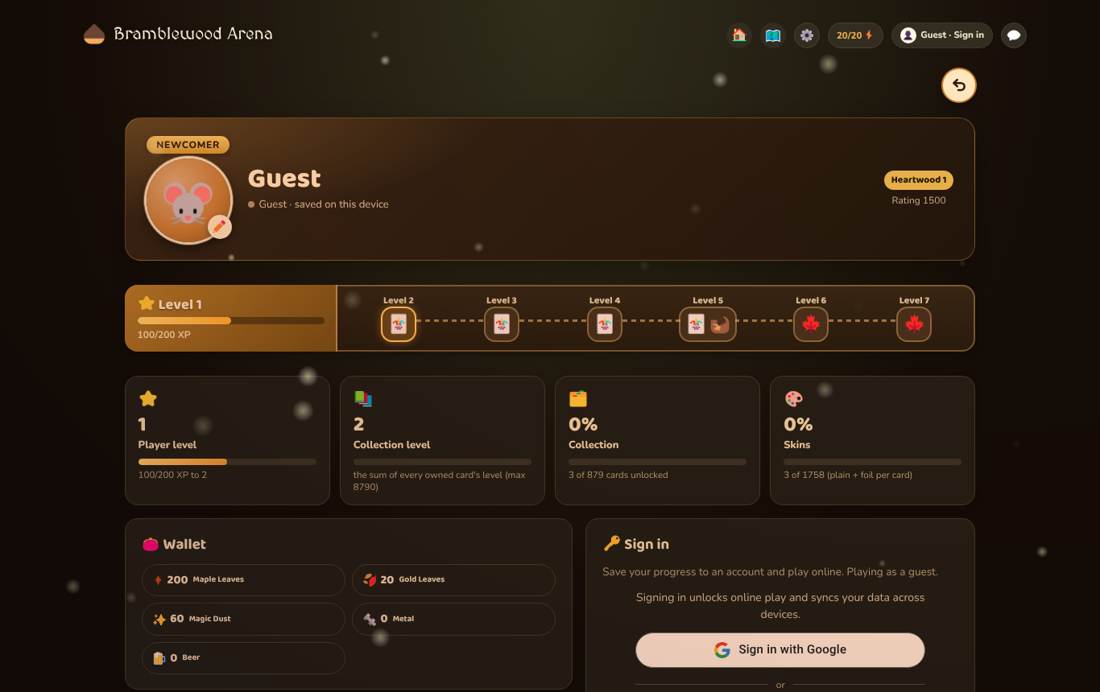 Bramblewood Arena
20/20
Guest · Sign in
NEWCOMER
Guest
Guest · saved on this device
Heartwood 1
Rating 1500
Level 1
100/200 XP
Level 2
Level 3
Level 4
Level 5
Level 6
Level 7
1
Player level
100/200 XP to 2
2
Collection level
the sum of every owned card's level (max
8790)
0%
Collection
3 of 879 cards unlocked
0%
Skins
3 of 1758 (plain + foil per card)
Wallet
200 Maple Leaves
20 Gold Leaves
60 Magic Dust
0 Metal
0 Beer
Sign in
Save your progress to an account and play online. Playing as a guest.
Signing in unlocks online play and syncs your data across
devices.
Sign in with Google
or